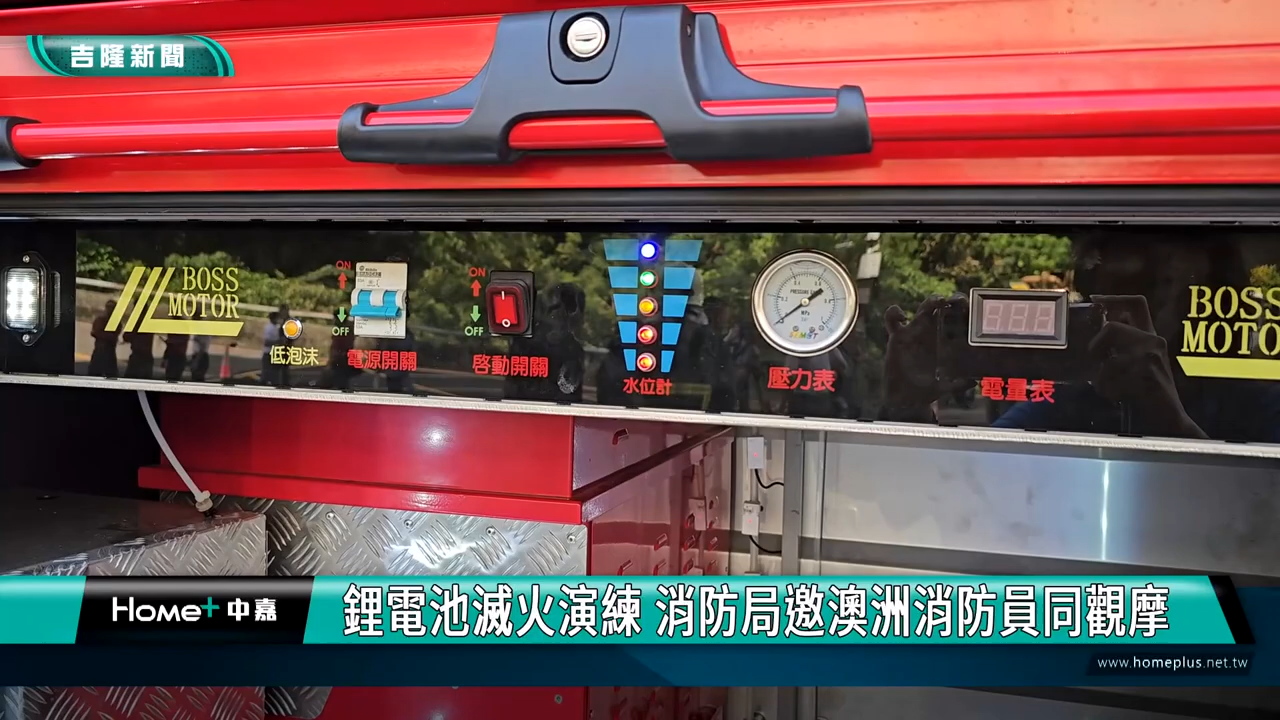 吉隆新聞
BOSS
MOTOR
ON
OFF
低泡沫
電源開關
ON
OFF
啓動開關
水位計
壓力表
電量表
BOSS
MOTO
Home+ 中嘉
鋰電池滅火演練 消防局邀澳洲消防員同觀摩
www.homeplus.net.tw